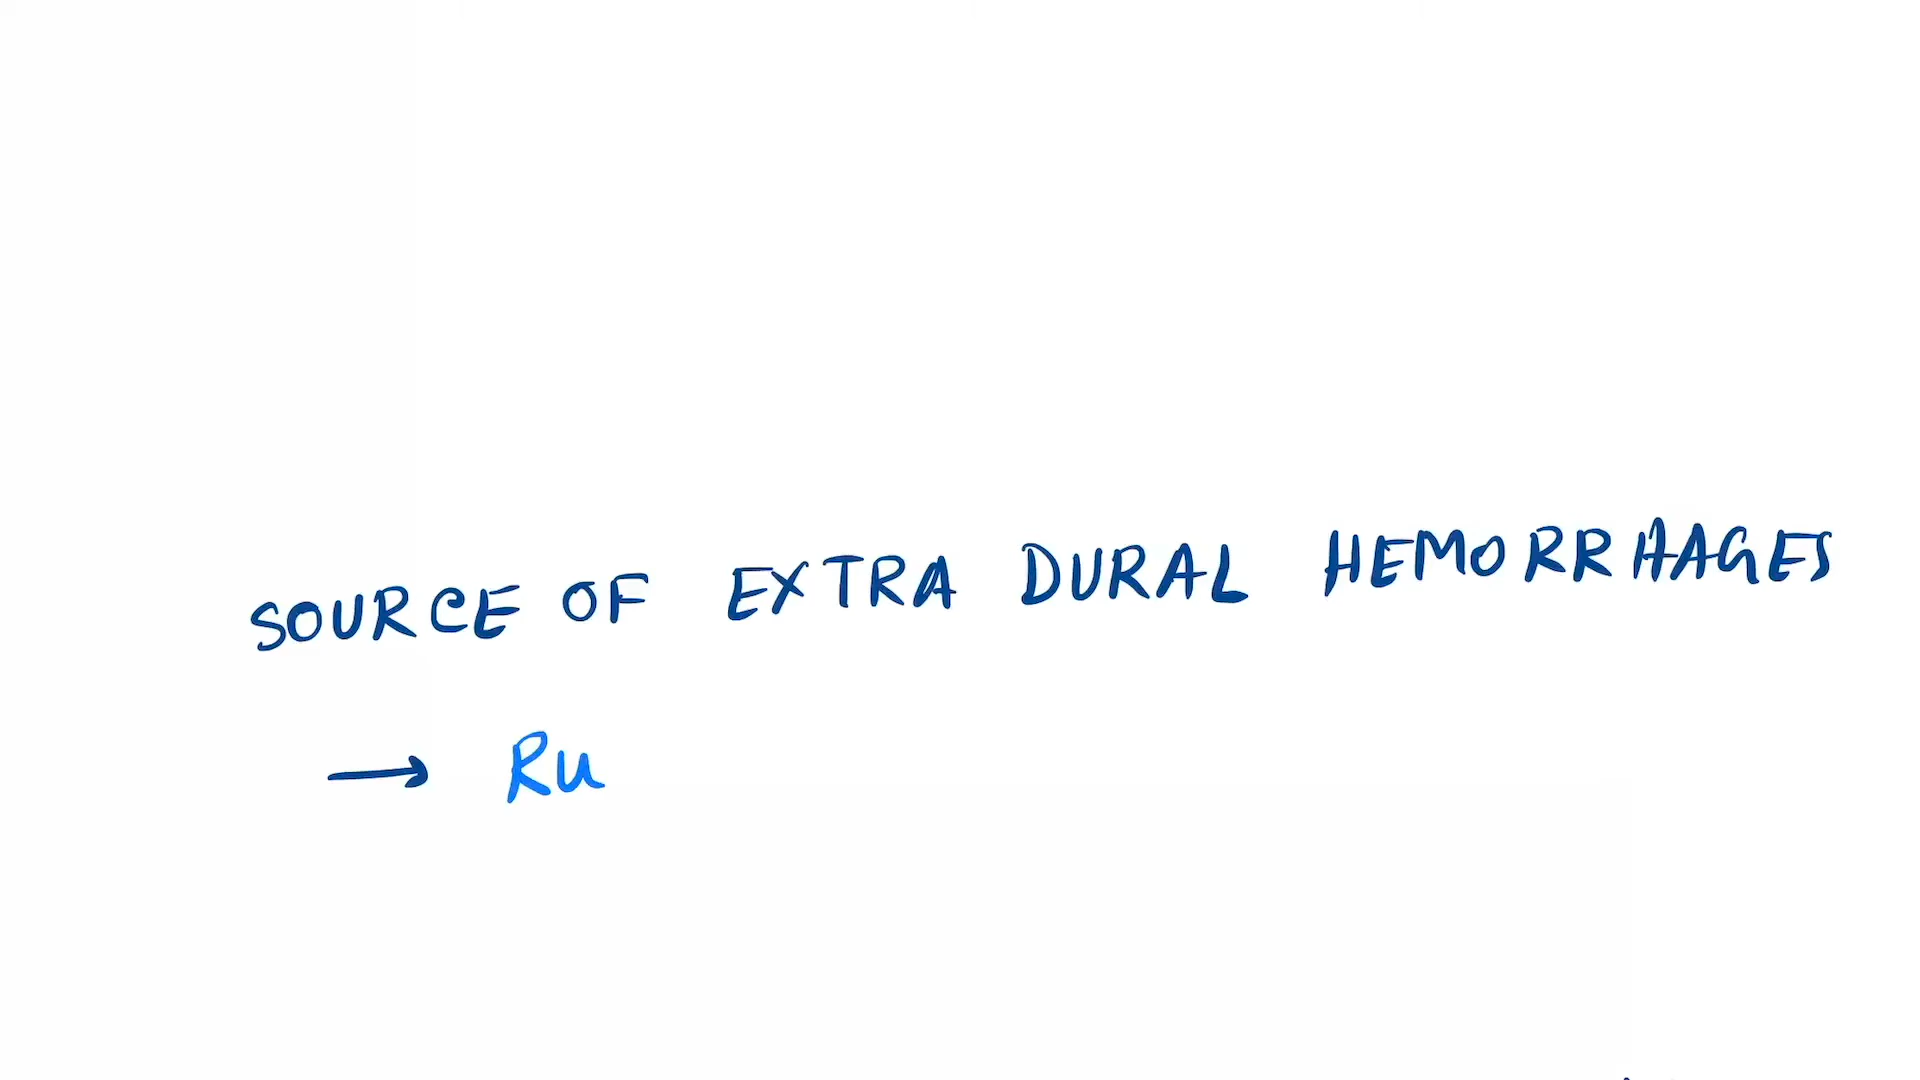 SOURCE OF EXTRA DURAL HEMORRHAGES
→ Ru